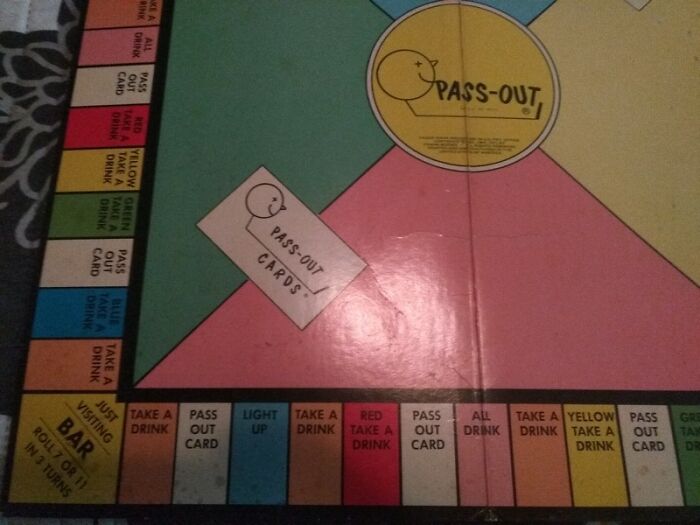 PASS-OUT
®
PASS-OUT
CARDS®
ALL
DRINK
PASS
OUT
CARD
RED
TAKE A
DRINK
YELLOW
TAKE A
DRINK
GREEN
TAKE A
DRINK
PASS
OUT
CARD
BLUE
TAKE A
DRINK
TAKE A
DRINK
JUST
VISITING
BAR
ROLL 7 OR 11
IN 3 TURNS
TAKE A
DRINK
PASS
OUT
CARD
LIGHT
UP
TAKE A
DRINK
RED
TAKE A
DRINK
PASS
OUT
CARD
ALL
DRINK
TAKE A
DRINK
YELLOW
TAKE A
DRINK
PASS
OUT
CARD